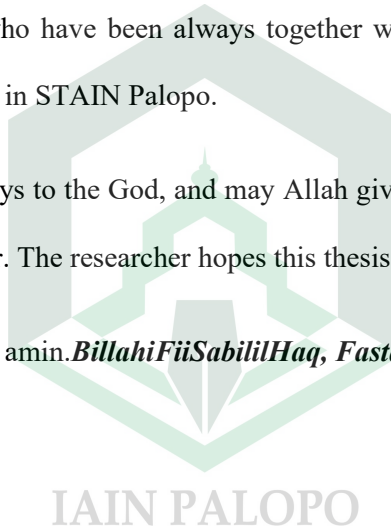 who have been always together w
in STAIN Palopo.
ys to the God, and may Allah giv
. The researcher hopes this thesis
amin.BillahiFiiSabililHaq, Fast
IAIN PALOPO